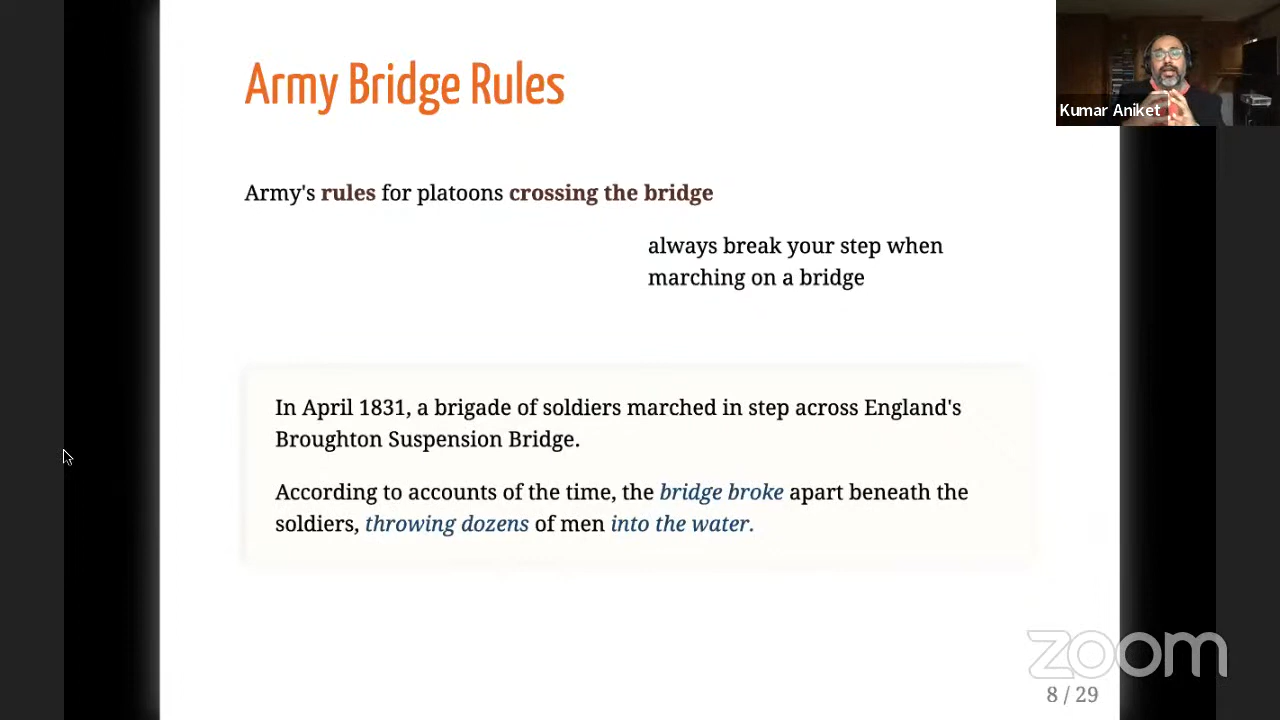 Army Bridge Rules
Kumar Aniket
Army's rules for platoons crossing the bridge
always break your step when
marching on a bridge
In April 1831, a brigade of soldiers marched in step across England's
Broughton Suspension Bridge.
According to accounts of the time, the bridge broke apart beneath the
soldiers, throwing dozens of men into the water.
zoom
8 / 29